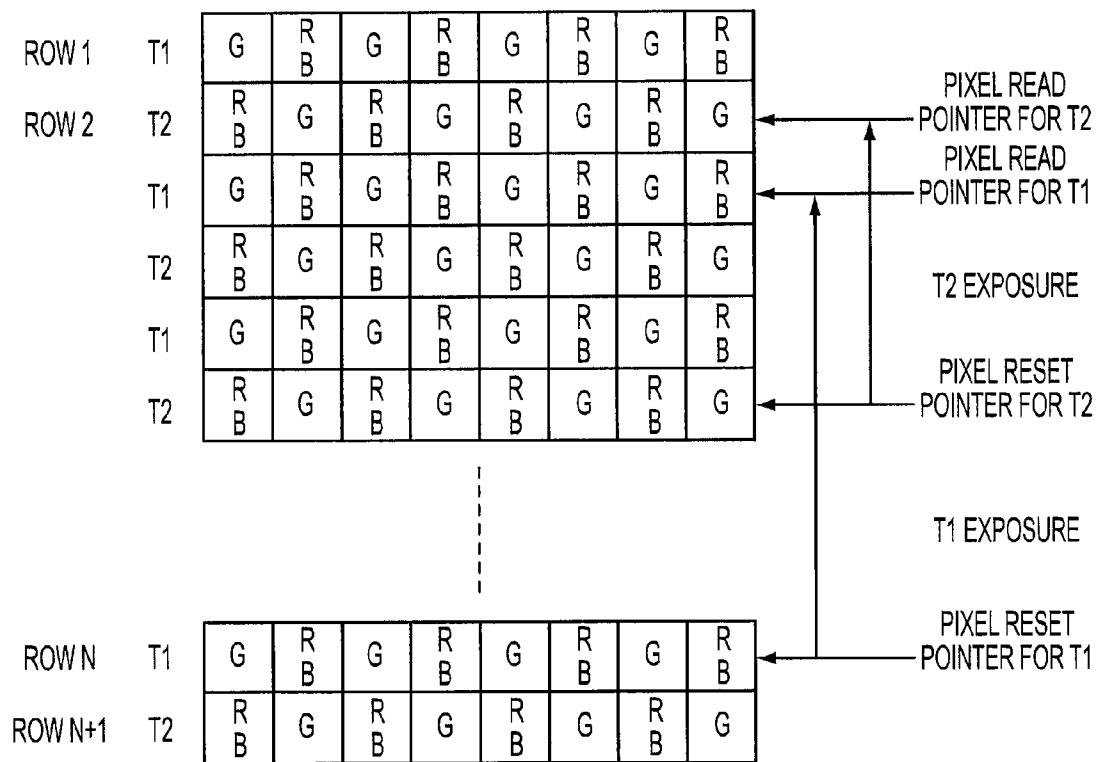 ROW 1 T1 G R B G R B G R B G R B
ROW 2 T2 R B G R B G R B G R B G
PIXEL READ
POINTER FOR T2
T1 G R B G R B G R B G R B
PIXEL READ
POINTER FOR T1
T2 R B G R B G R B G R B G
T2 EXPOSURE
T1 G R B G R B G R B G R B
T2 R B G R B G R B G R B G
PIXEL RESET
POINTER FOR T2
T1 EXPOSURE
ROW N T1 G R B G R B G R B G R B
PIXEL RESET
POINTER FOR T1
ROW N+1 T2 R B G R B G R B G R B G